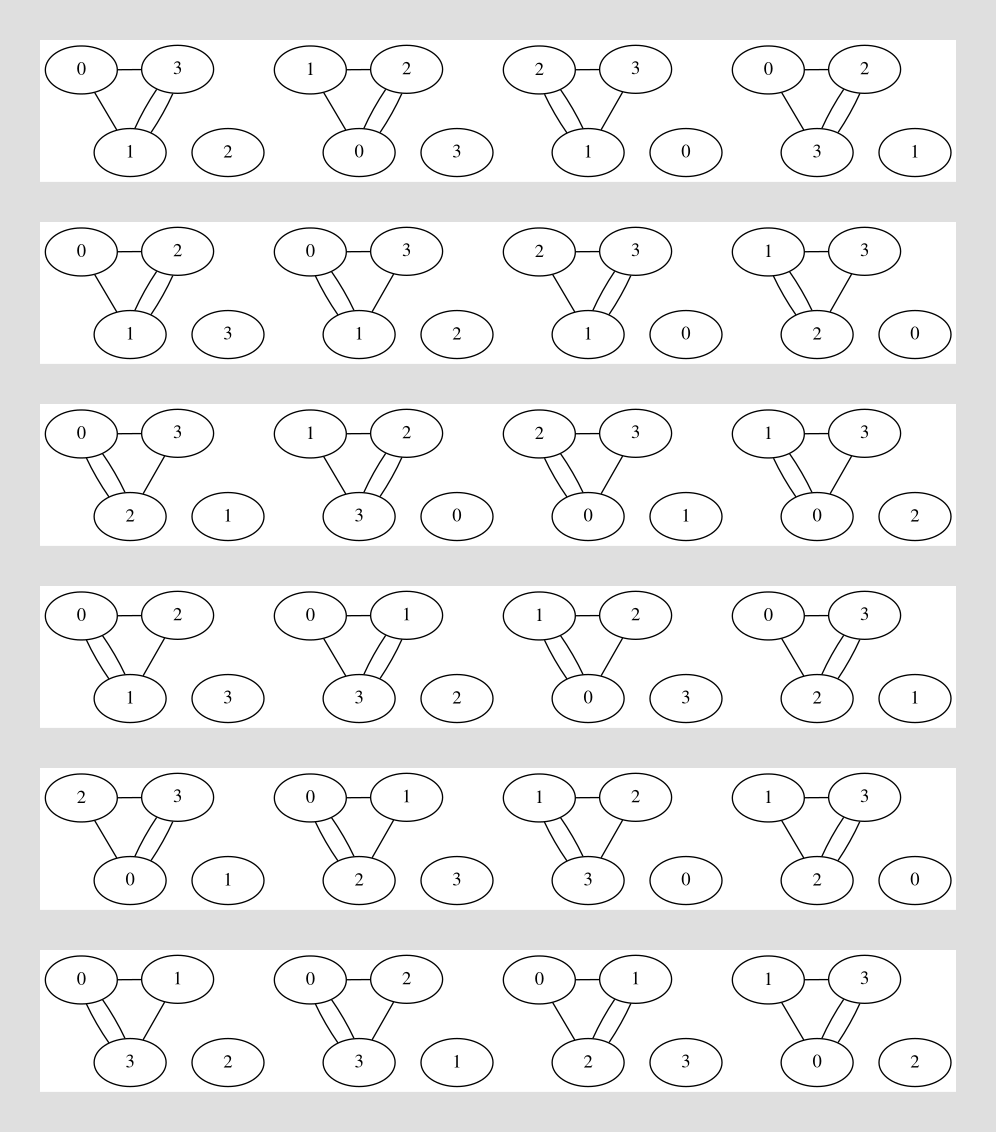 0 3 1 2 2 3 0 2
1 2 0 3 1 0 3 1
0 2 0 3 2 3 1 3
1 3 1 2 1 0 2 0
0 3 1 2 2 3 1 3
2 1 3 0 0 1 0 2
0 2 0 1 1 2 0 3
1 3 3 2 0 3 2 1
2 3 0 1 1 2 1 3
0 1 2 3 3 0 2 0
0 1 0 2 0 1 1 3
3 2 3 1 2 3 0 2